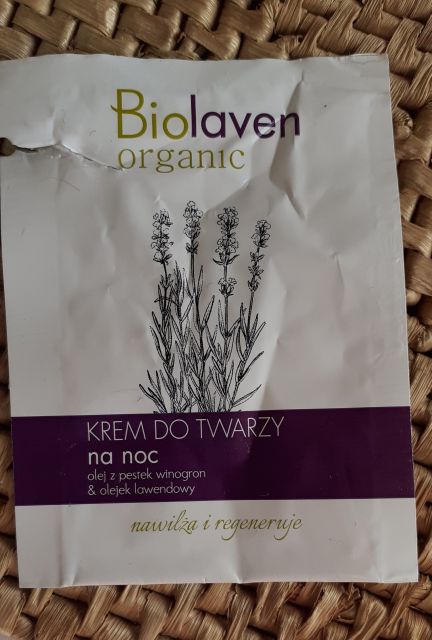 Biolaven
organic
KREM DO TWARZY
na noc
olej z pestek winogron
& olejek lawendowy
nawilża i regeneruje